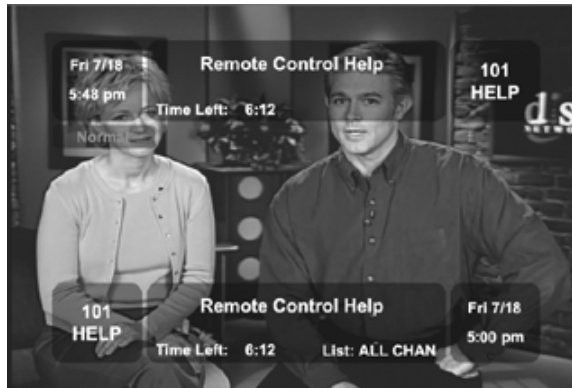 Fri 7/18
5:48 pm
Normal
Remote Control Help
Time Left: 6:12
101
HELP
d s
NETWOR
101
HELP
Remote Control Help
Time Left: 6:12 List: ALL CHAN
Fri 7/18
5:00 pm